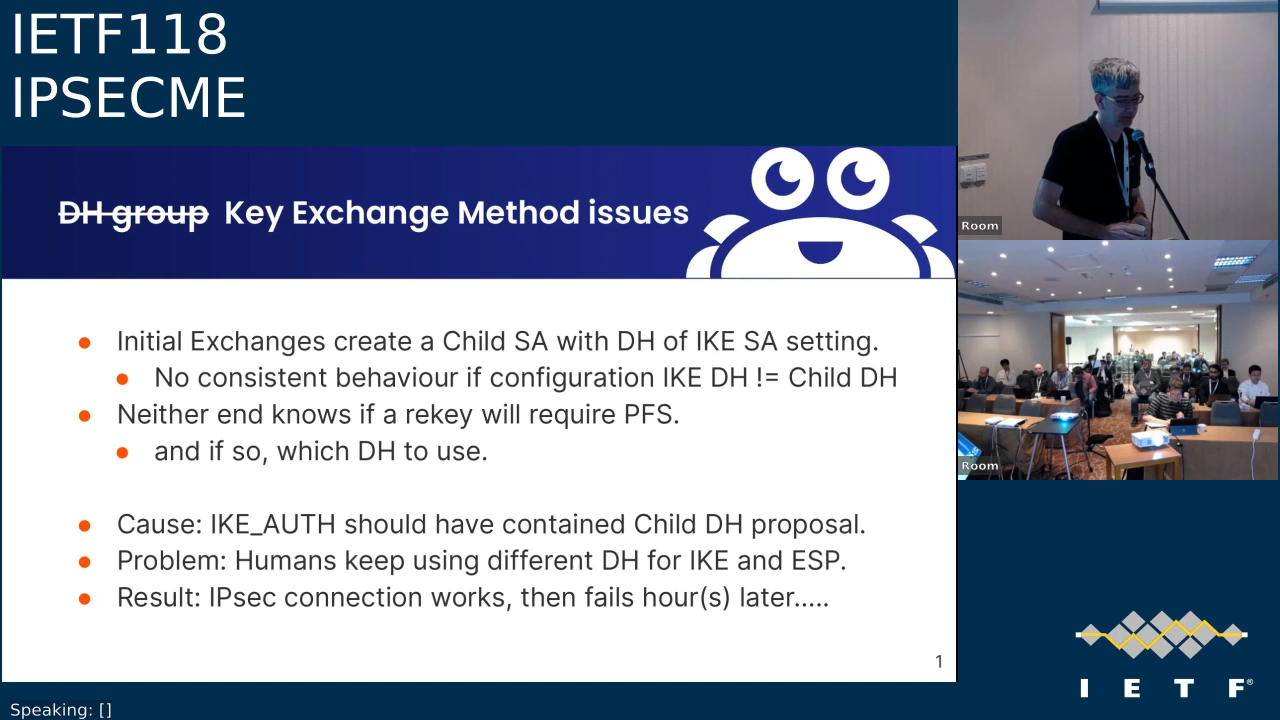 IETF118
IPSECME
DH group Key Exchange Method issues
● Initial Exchanges create a Child SA with DH of IKE SA setting.
● No consistent behaviour if configuration IKE DH != Child DH
● Neither end knows if a rekey will require PFS.
● and if so, which DH to use.
● Cause: IKE_AUTH should have contained Child DH proposal.
● Problem: Humans keep using different DH for IKE and ESP.
● Result: IPsec connection works, then fails hour(s) later.....
1
Room
Room
I E T F®
Speaking: []